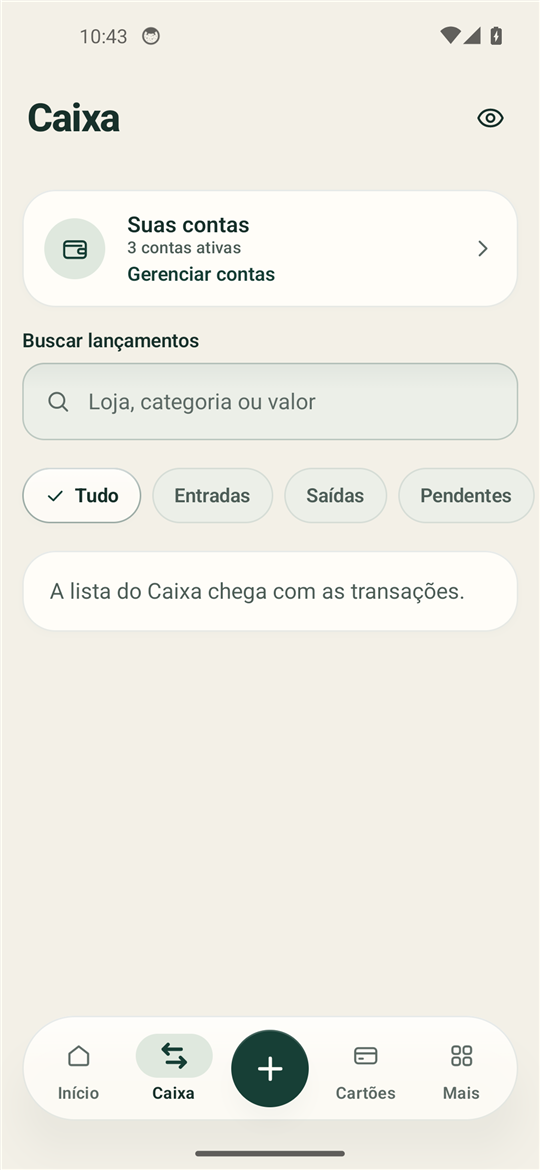 10:43
Caixa
Suas contas
3 contas ativas
Gerenciar contas
Buscar lançamentos
Loja, categoria ou valor
Tudo
Entradas
Saídas
Pendentes
A lista do Caixa chega com as transações.
Início
Caixa
Cartões
Mais